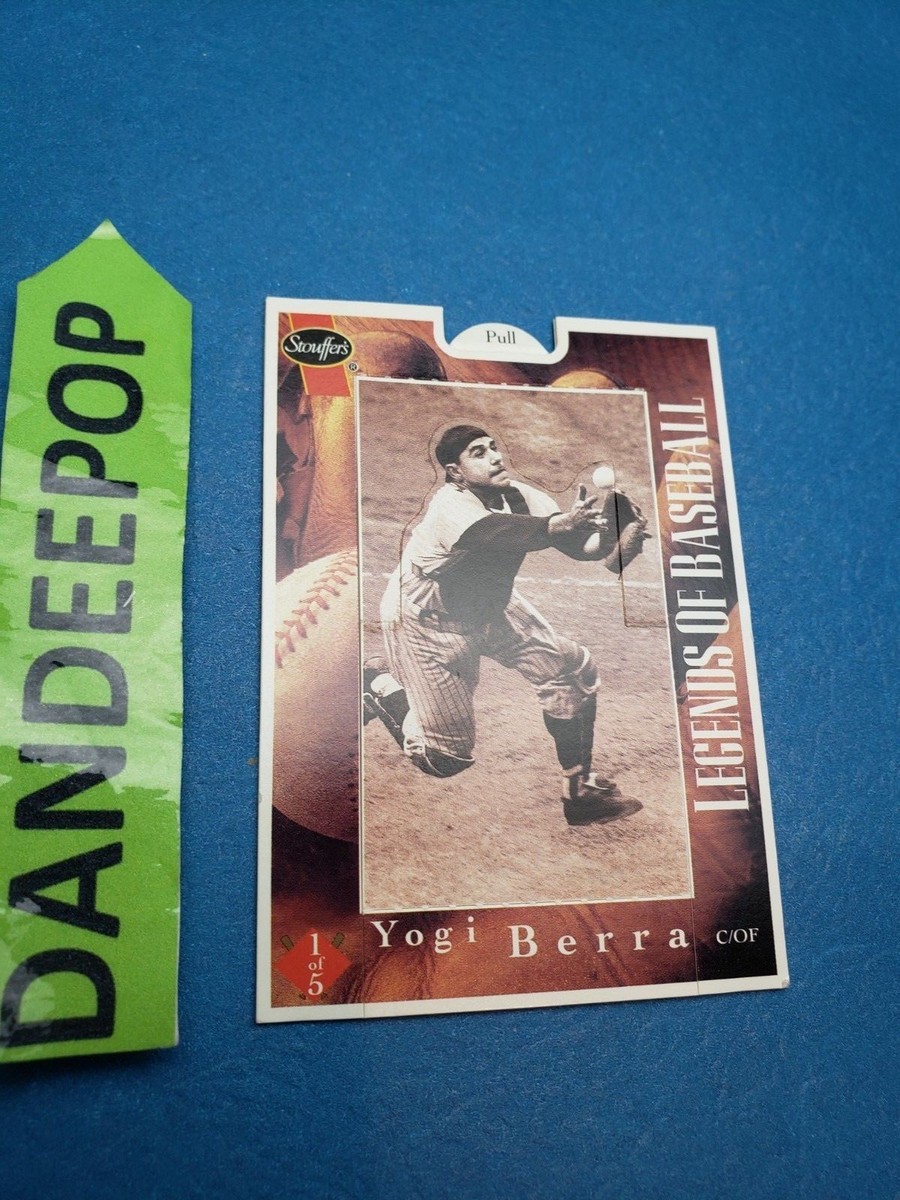 DANDEEPOP
Pull
Stouffer's®
LEGENDS OF BASEBALL
Yogi Berra C/OF
1
of
5